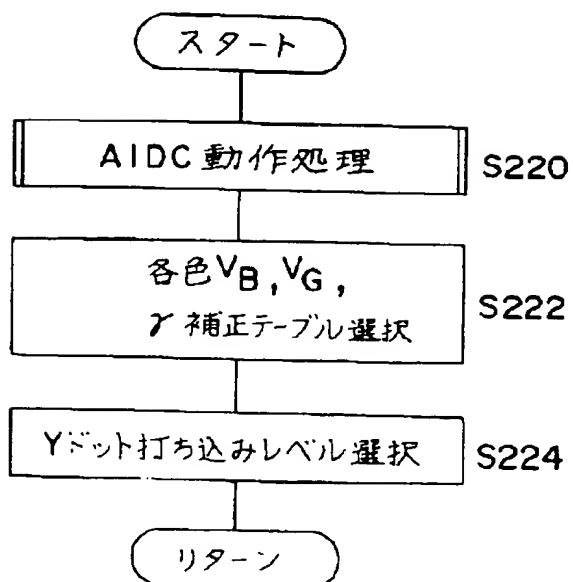 スタート
AIDC動作処理
S220
各色VB,VG,
γ補正テーブル選択
S222
Yドット打ち込みレベル選択
S224
リターン